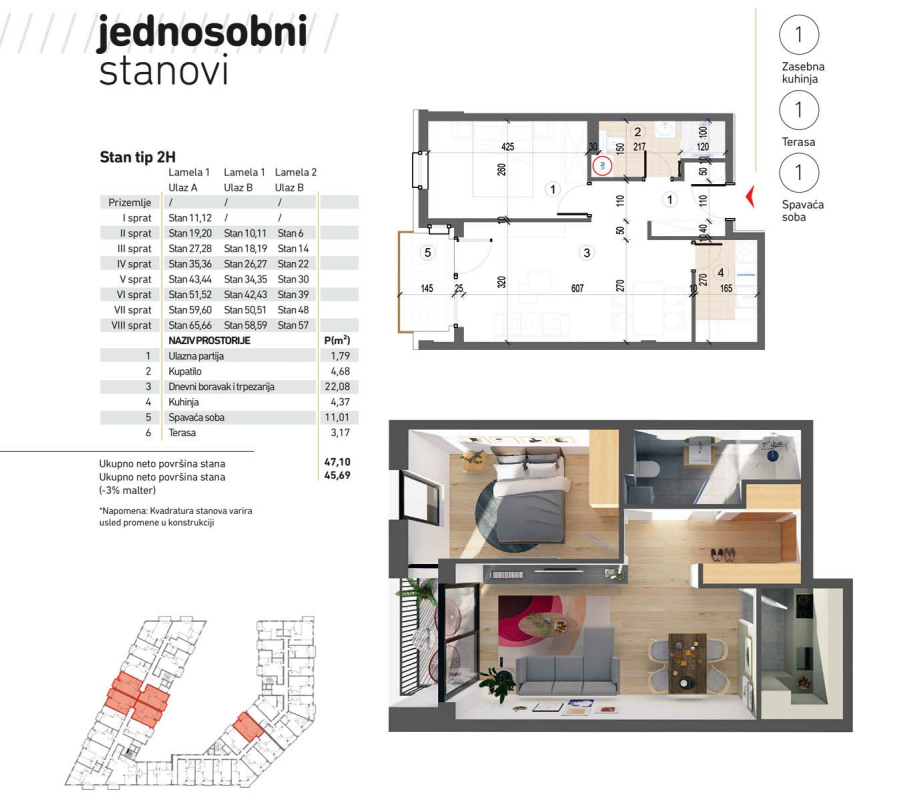 jednosobni
stanovi
1
Zasebna
kuhinja
1
Terasa
1
Spavaća
soba
Stan tip 2H
Lamela 1 Lamela 1 Lamela 2
Ulaz A Ulaz B Ulaz B
Prizemlje / / /
I sprat Stan 11,12 / /
II sprat Stan 19,20 Stan 10,11 Stan 6
III sprat Stan 27,28 Stan 18,19 Stan 14
IV sprat Stan 35,36 Stan 26,27 Stan 22
V sprat Stan 43,44 Stan 34,35 Stan 30
VI sprat Stan 51,52 Stan 42,43 Stan 39
VII sprat Stan 59,60 Stan 50,51 Stan 48
VIII sprat Stan 65,66 Stan 58,59 Stan 57
NAZIV PROSTORIJE P(m²)
1 Ulazna partija 1,79
2 Kupatilo 4,68
3 Dnevni boravak i trpezarija 22,08
4 Kuhinja 4,37
5 Spavaća soba 11,01
6 Terasa 3,17
Ukupno neto površina stana 47,10
Ukupno neto površina stana 45,69
(-3% malter)
*Napomena: Kvadratura stanova varira
usled promene u konstrukciji
425 30 150 217 100 120
2
260
VM
50
1 1
110 110
10 50 10 40
5 3 4
320 270 270
145 25 607 10 165